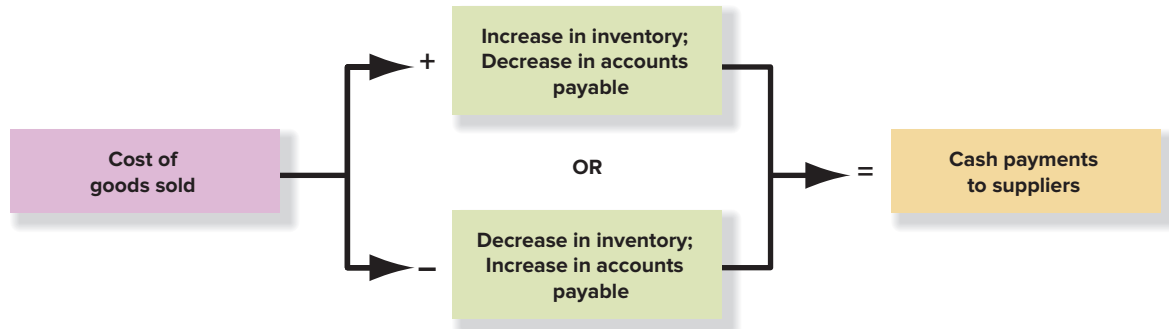 Cost of
goods sold
+
Increase in inventory;
Decrease in accounts
payable
OR
–
Decrease in inventory;
Increase in accounts
payable
=
Cash payments
to suppliers